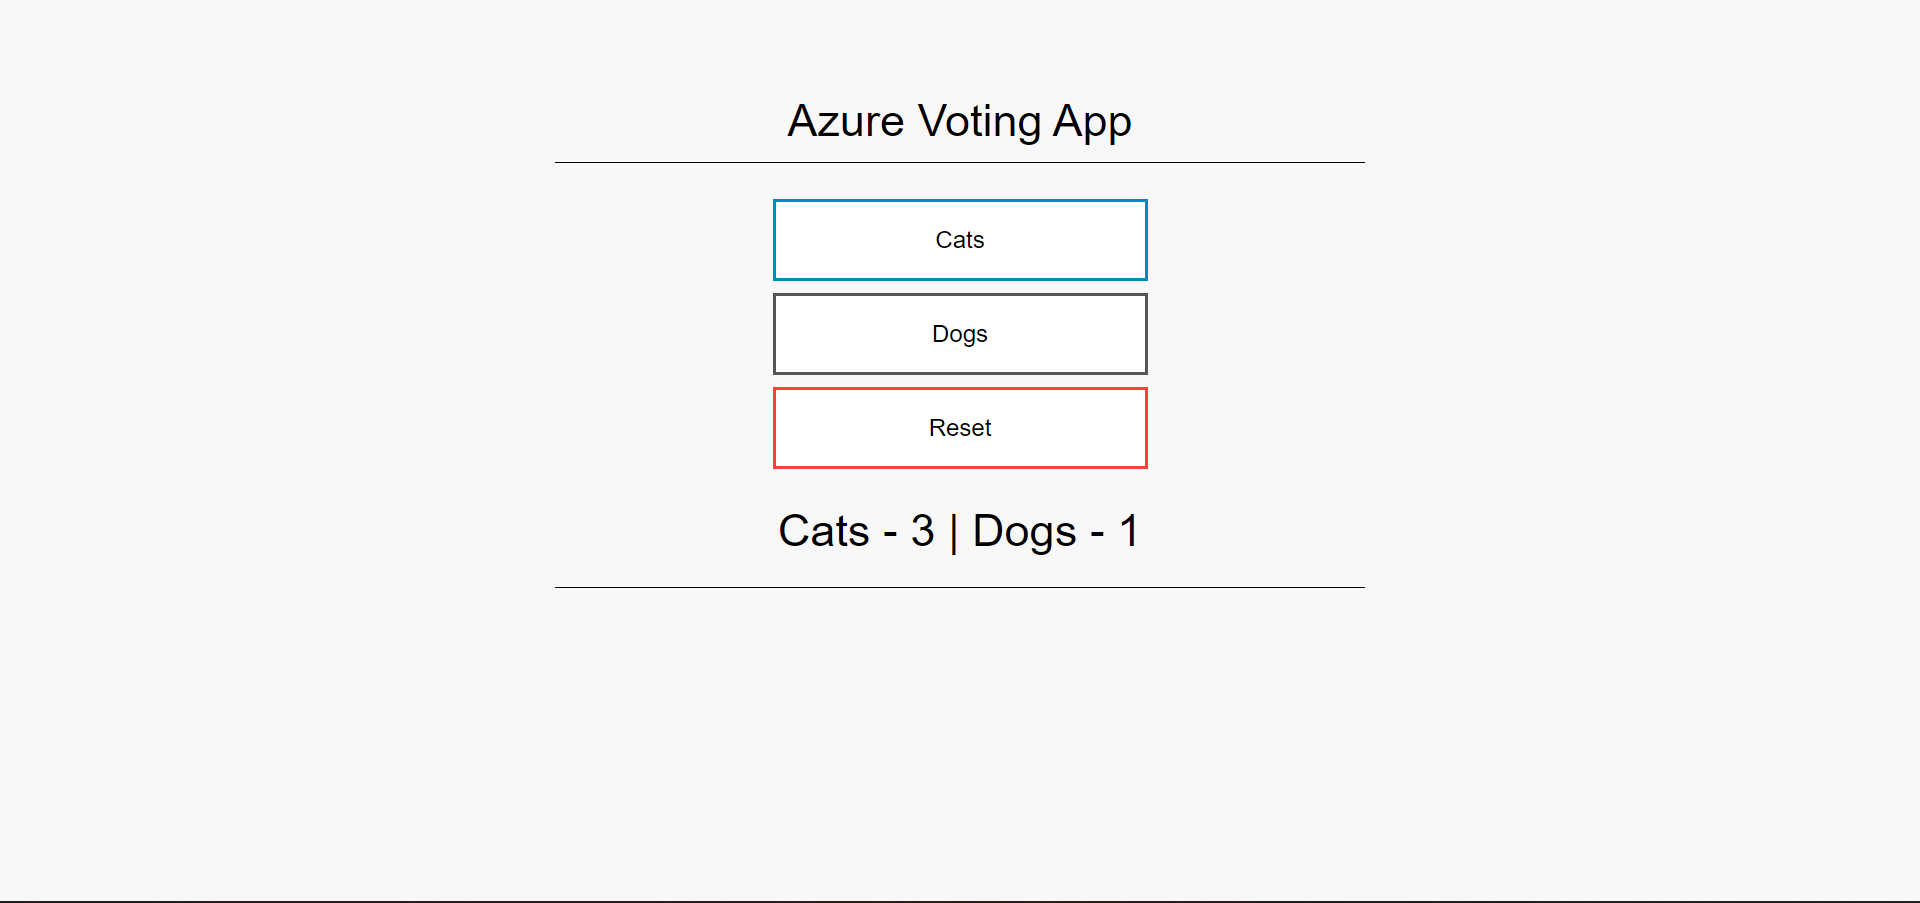 Azure Voting App
Cats
Dogs
Reset
Cats - 3 | Dogs - 1